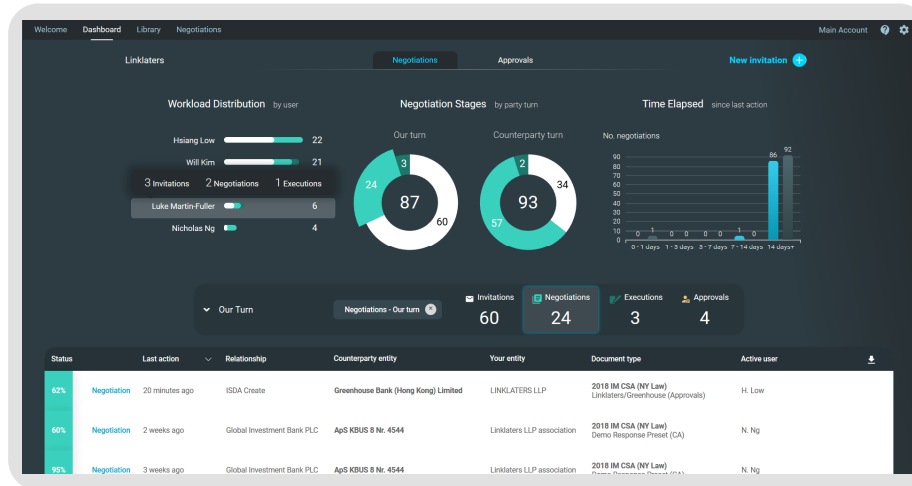 Welcome Dashboard Library Negotiations Main Account ?
Linklaters Negotiations Approvals New invitation +
Workload Distribution by user Negotiation Stages by party turn Time Elapsed since last action
Our turn Counterparty turn No. negotiations
Hsiang Low 22
Will Kim 21
3 Invitations 2 Negotiations 1 Executions
Luke Martin-Fuller 6
Nicholas Ng 4
3
24
87
60
2
34
93
57
90
80
70
60
50
40
30
20
10
0
0 1 0 0 0 0 1 0 86 92
0 - 1 days 1 - 3 days 3 - 7 days 7 - 14 days 14 days+
Our Turn Negotiations - Our turn Invitations Negotiations Executions Approvals
60 24 3 4
Status Last action Relationship Counterparty entity Your entity Document type Active user
62% Negotiation 20 minutes ago ISDA Create Greenhouse Bank (Hong Kong) Limited LINKLATERS LLP 2018 IM CSA (NY Law) H. Low
Linklaters/Greenhouse (Approvals)
60% Negotiation 2 weeks ago Global Investment Bank PLC ApS KBUS 8 Nr. 4544 Linklaters LLP association 2018 IM CSA (NY Law) N. Ng
Demo Response Preset (CA)
95% Negotiation 3 weeks ago Global Investment Bank PLC ApS KBUS 8 Nr. 4544 Linklaters LLP association 2018 IM CSA (NY Law) N. Ng